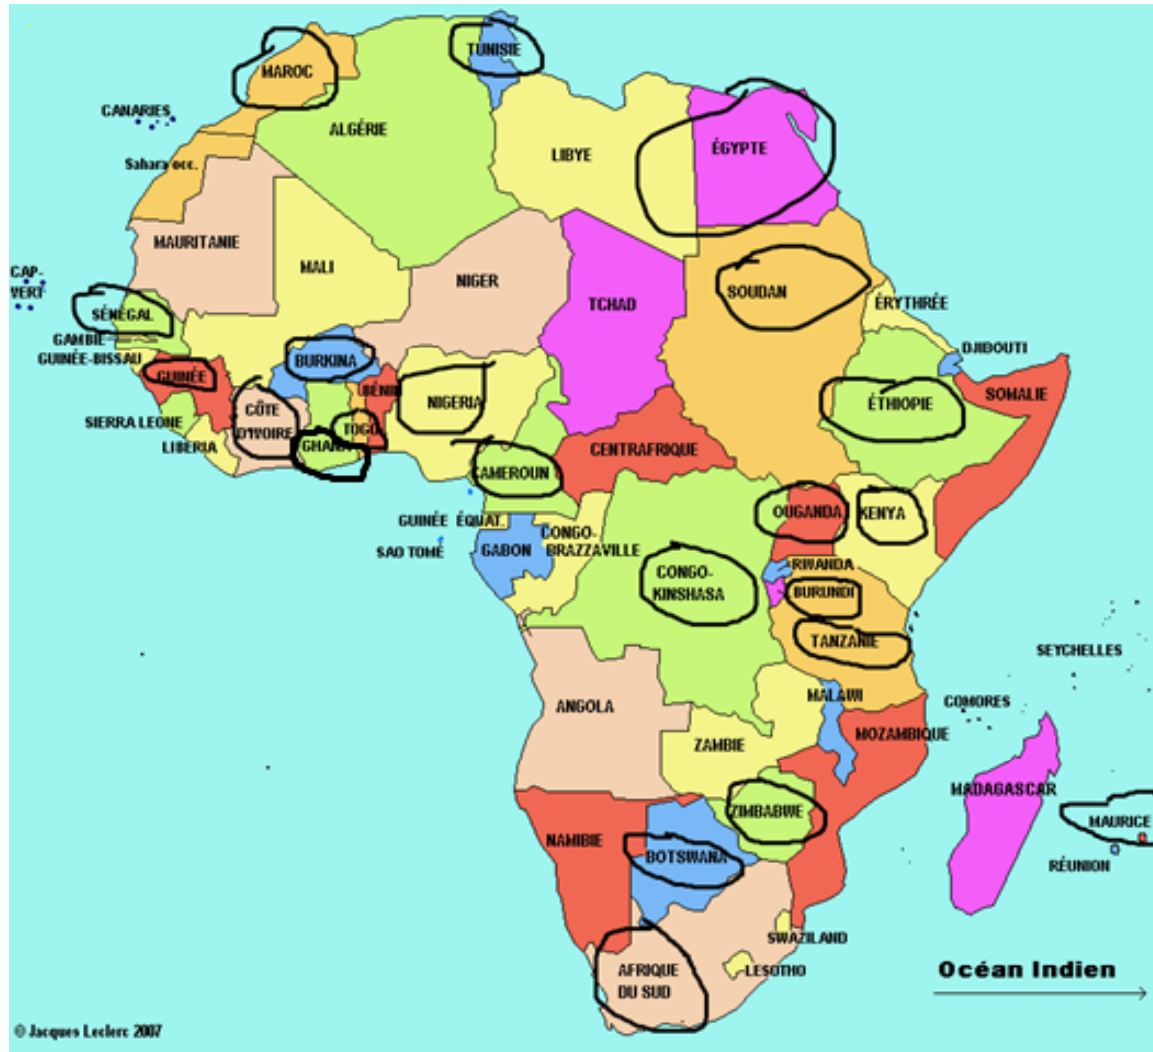 TUNISIE
MAROC
CANARIES
ALGÉRIE
LIBYE
ÉGYPTE
Sahara occ.
MAURITANIE
MALI
NIGER
TCHAD
SOUDAN
ÉRYTHRÉE
CAP-
VERT
SÉNÉGAL
GAMBIE
GUINÉE-BISSAU
GUINÉE
BURKINA
BÉNIN
NIGERIA
DJIBOUTI
SOMALIE
ÉTHIOPIE
SIERRA LEONE
CÔTE
D'IVOIRE
LIBERIA
GHANA
TOGO
CAMEROUN
CENTRAFRIQUE
GUINÉE ÉQUAT.
SAO TOMÉ
GABON
CONGO-
BRAZZAVILLE
CONGO-
KINSHASA
OUGANDA
KENYA
RWANDA
BURUNDI
TANZANIE
SEYCHELLES
COMORES
ANGOLA
ZAMBIE
MALAWI
MOZAMBIQUE
MADAGASCAR
MAURICE
RÉUNION
NAMIBIE
ZIMBABWE
BOTSWANA
SWAZILAND
LESOTHO
AFRIQUE
DU SUD
Océan Indien
© Jacques Leclerc 2007